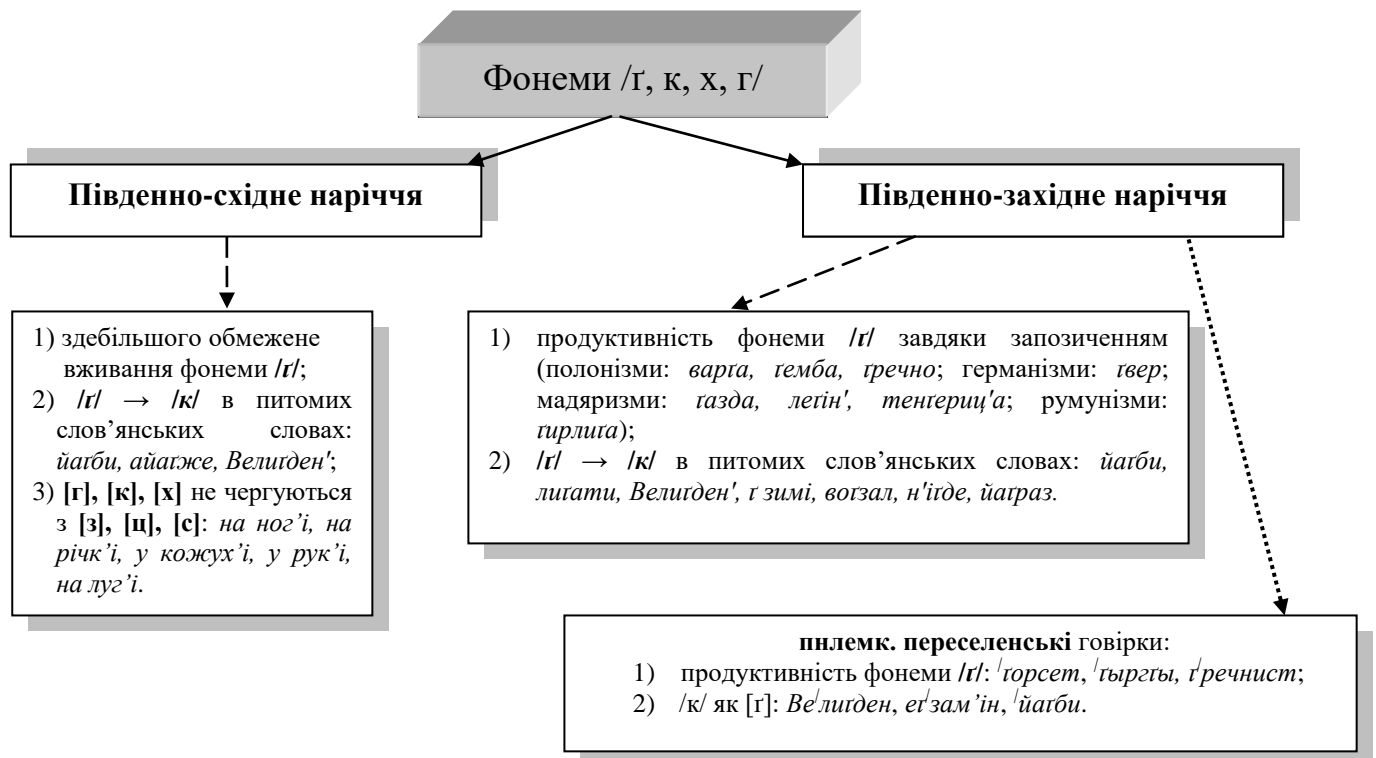 Фонеми /ґ, к, х, г/
Південно-східне наріччя
Південно-західне наріччя
1) здебільшого обмежене
вживання фонеми /ґ/;
2) /ґ/ → /к/ в питомих
слов’янських словах:
йаґби, айаґже, Велиґден';
3) [г], [к], [х] не чергуються
з [з], [ц], [с]: на ног’і, на
річк’і, у кожух’і, у рук’і,
на луг’і.
1) продуктивність фонеми /ґ/ завдяки запозиченням
(полонізми: варґа, ґемба, ґречно; германізми: ґвер;
мадяризми: ґазда, леґін', тенґериц'а; румунізми:
ґирлиґа);
2) /ґ/ → /к/ в питомих слов’янських словах: йаґби,
лиґати, Велиґден', ґ зимі, воґзал, н'іґде, йаґраз.
пнлемк. переселенські говірки:
1) продуктивність фонеми /ґ/: ˈґорсет, ˈґыргґы, ґˈречнист;
2) /к/ як [ґ]: Веˈлиґден, еґˈзам’ін, ˈйаґби.